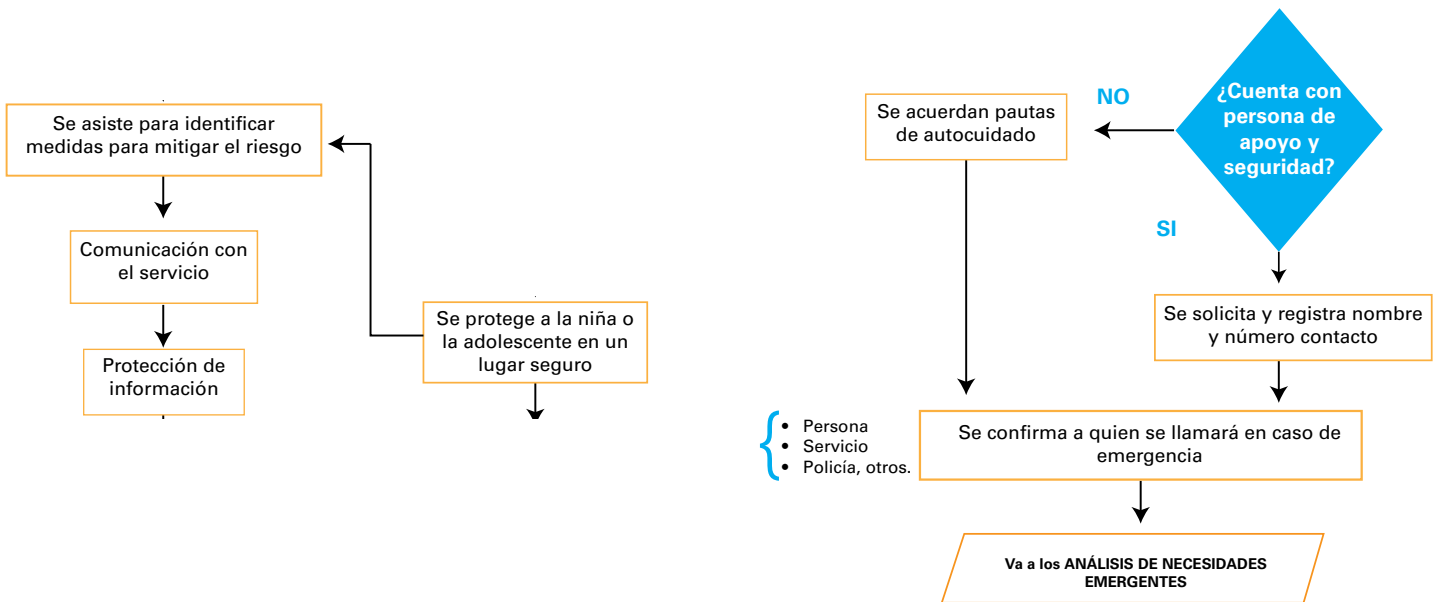 Se asiste para identificar
medidas para mitigar el riesgo
Comunicación con
el servicio
Protección de
información
Se protege a la niña o
la adolescente en un
lugar seguro
¿Cuenta con
persona de
apoyo y
seguridad?
NO
Se acuerdan pautas
de autocuidado
SI
Se solicita y registra nombre
y número contacto
• Persona
• Servicio
• Policía, otros.
Se confirma a quien se llamará en caso de
emergencia
Va a los ANÁLISIS DE NECESIDADES
EMERGENTES